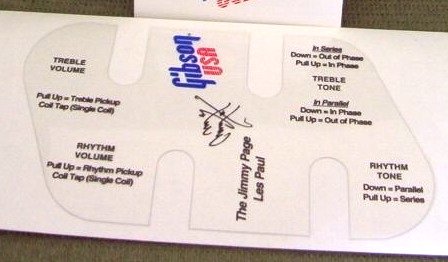 TREBLE
VOLUME
Pull Up = Treble Pickup
Coil Tap (Single Coil)
RHYTHM
VOLUME
Pull Up = Rhythm Pickup
Coil Tap (Single Coil)
Gibson
USA
The Jimmy Page
Les Paul
In Series
Down = Out of Phase
Pull Up = In Phase
TREBLE
TONE
In Parallel
Down = In Phase
Pull Up = Out of Phase
RHYTHM
TONE
Down = Parallel
Pull Up = Series